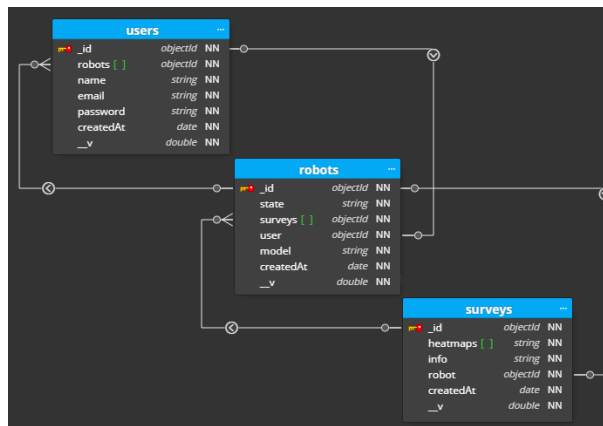 users ...
_id objectId NN
robots [ ] objectId NN
name string NN
email string NN
password string NN
createdAt date NN
__v double NN
robots ...
_id objectId NN
state string NN
surveys [ ] objectId NN
user objectId NN
model string NN
createdAt date NN
__v double NN
surveys ...
_id objectId NN
heatmaps [ ] string NN
info string NN
robot objectId NN
createdAt date NN
__v double NN